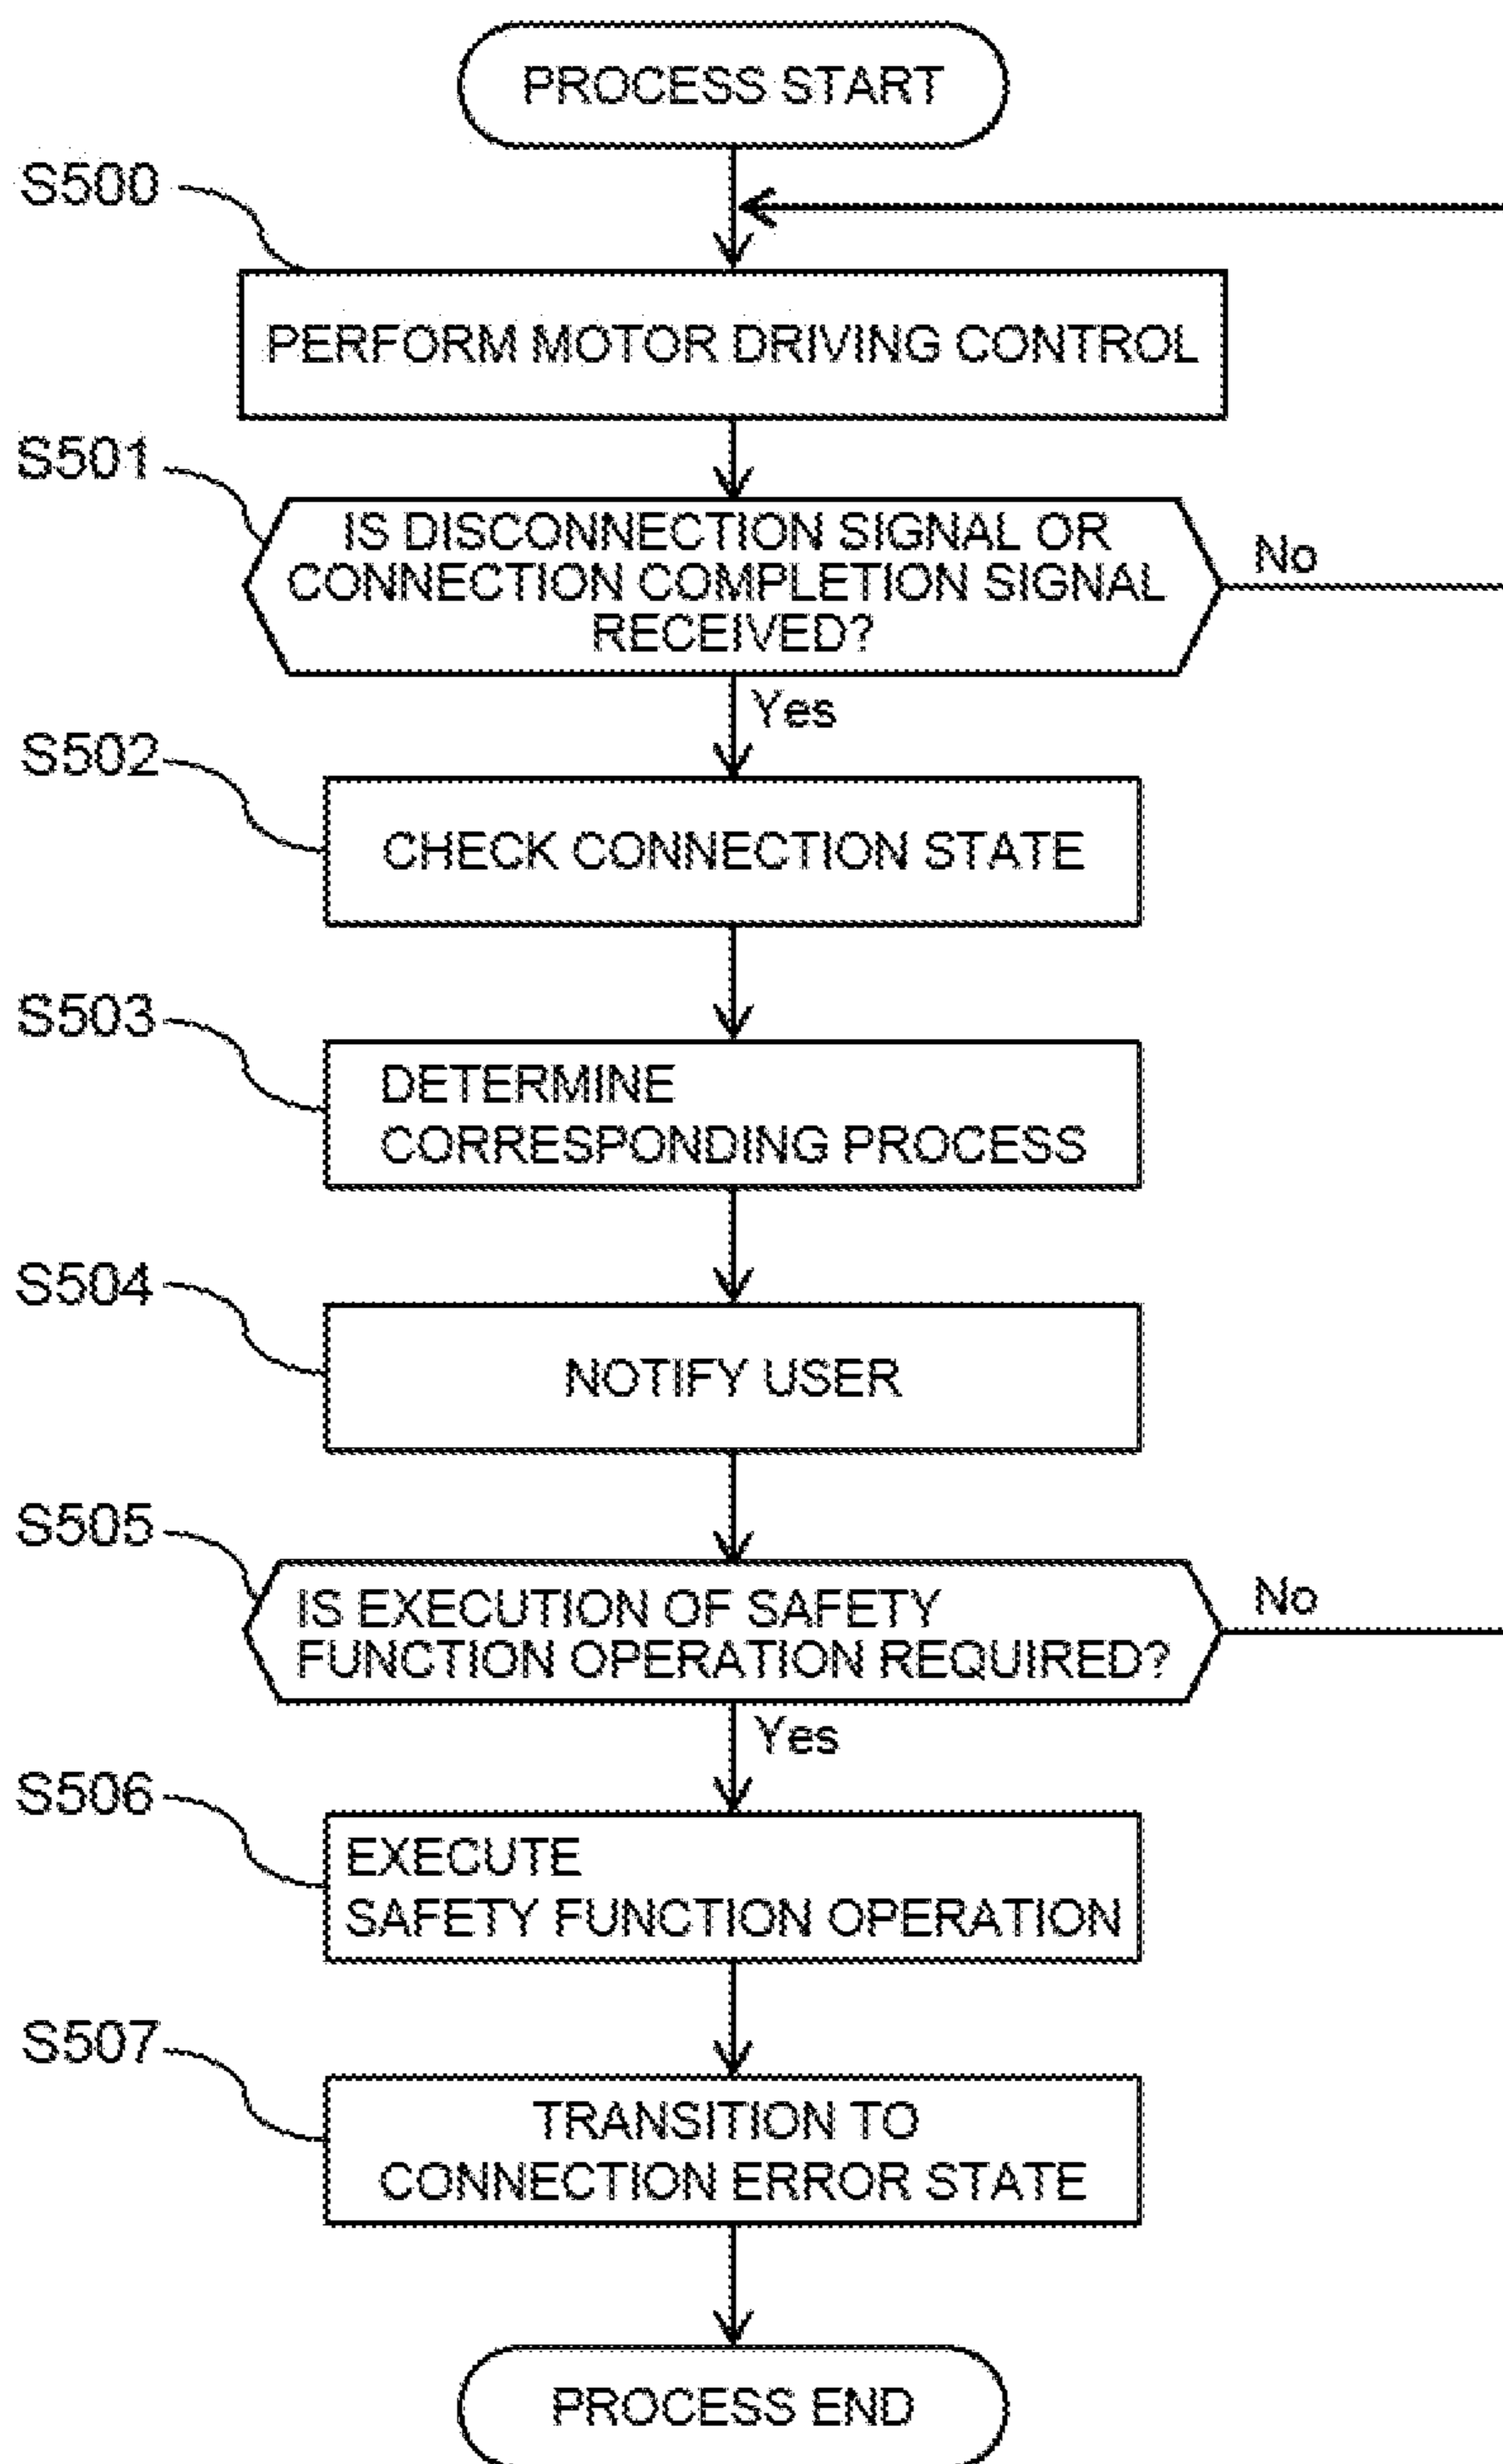 PROCESS START
S500
PERFORM MOTOR DRIVING CONTROL
S501
IS DISCONNECTION SIGNAL OR
CONNECTION COMPLETION SIGNAL
RECEIVED?
No
Yes
S502
CHECK CONNECTION STATE
S503
DETERMINE
CORRESPONDING PROCESS
S504
NOTIFY USER
S505
IS EXECUTION OF SAFETY
FUNCTION OPERATION REQUIRED?
No
Yes
S506
EXECUTE
SAFETY FUNCTION OPERATION
S507
TRANSITION TO
CONNECTION ERROR STATE
PROCESS END